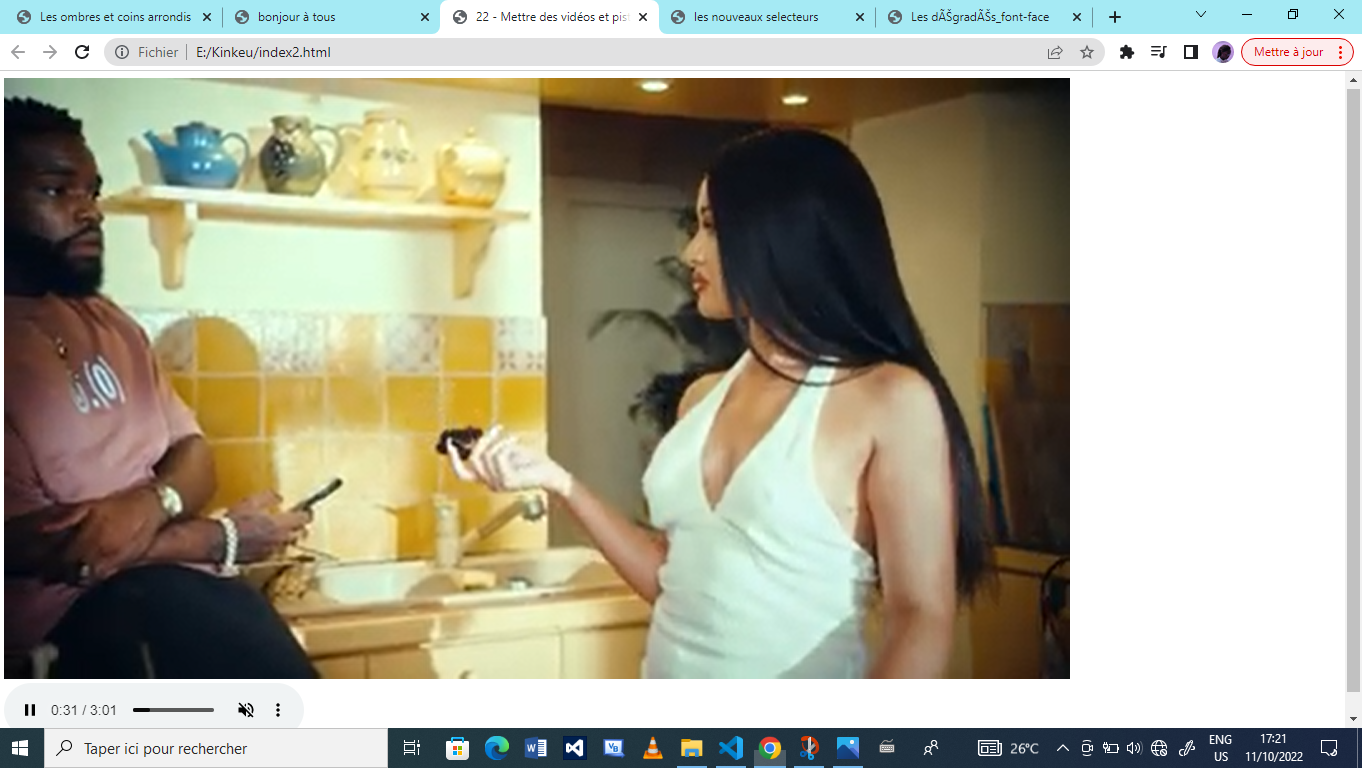 Les ombres et coins arrondis
bonjour à tous
22 - Mettre des vidéos et pis
les nouveaux selecteurs
Les dÃŠgradÃŠs_font-face
Fichier
E:/Kinkeu/index2.html
Mettre à jour
0:31 / 3:01
Taper ici pour rechercher
26°C
ENG
US
17:21
11/10/2022